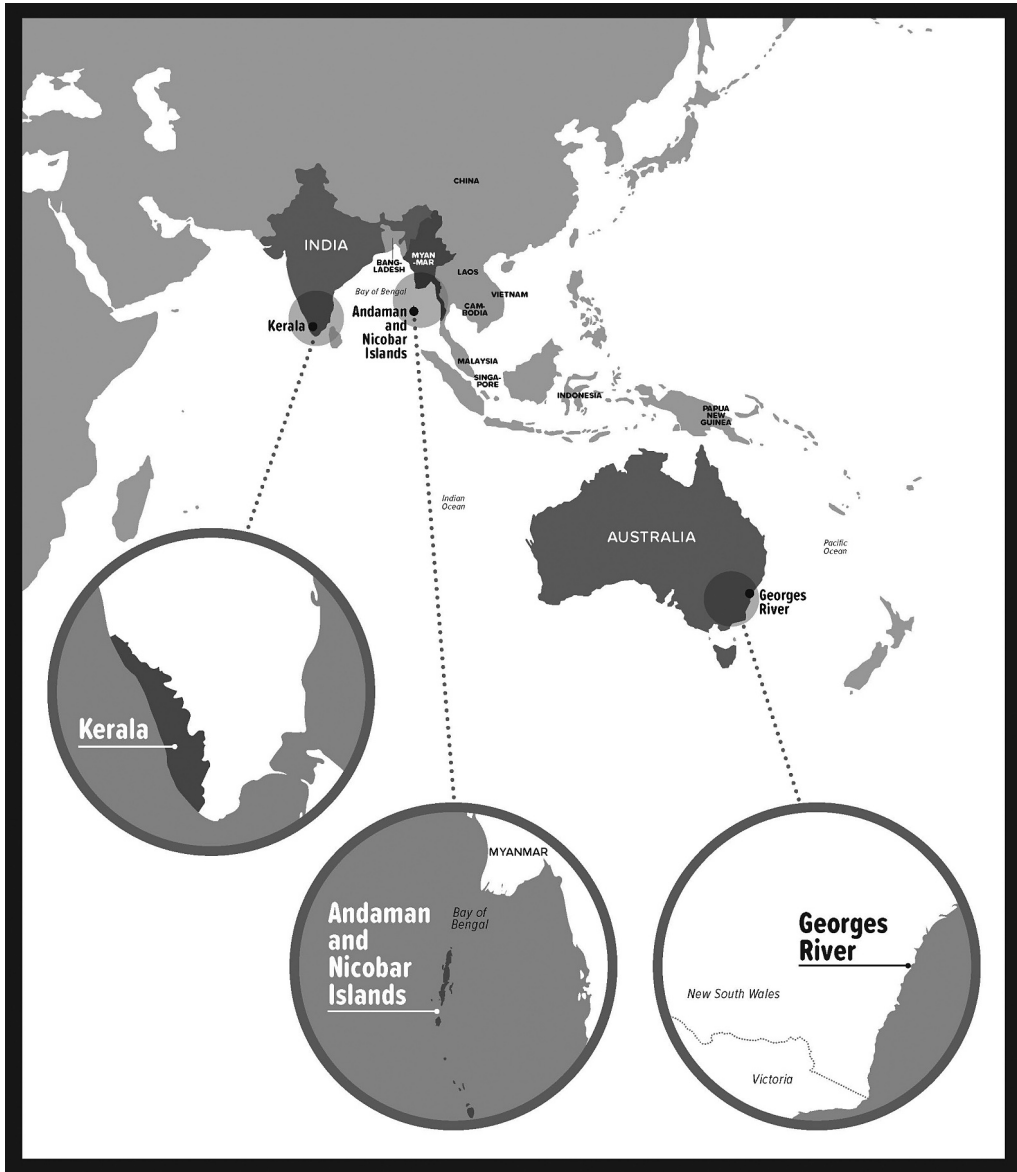 CHINA
INDIA
MYAN
-MAR
BANG-
LADESH
LAOS
Bay of Bengal
VIETNAM
CAM-
BODIA
Andaman
and
Nicobar
Islands
Kerala
MALAYSIA
SINGA-
PORE
INDONESIA
PAPUA
NEW
GUINEA
Indian
Ocean
AUSTRALIA
Pacific
Ocean
Georges
River
Kerala
MYANMAR
Andaman
and
Nicobar
Islands
Bay of
Bengal
Georges
River
New South Wales
Victoria